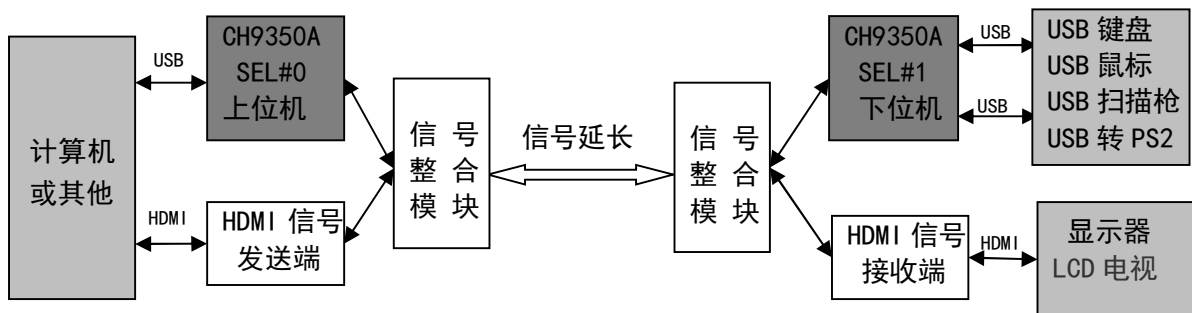 计算机
或其他
USB
HDMI
CH9350A
SEL#0
上位机
HDMI 信号
发送端
信 号
整 合
模 块
信号延长
信 号
整 合
模 块
CH9350A
SEL#1
下位机
HDMI 信号
接收端
USB
USB
HDMI
USB 键盘
USB 鼠标
USB 扫描枪
USB 转 PS2
显示器
LCD 电视